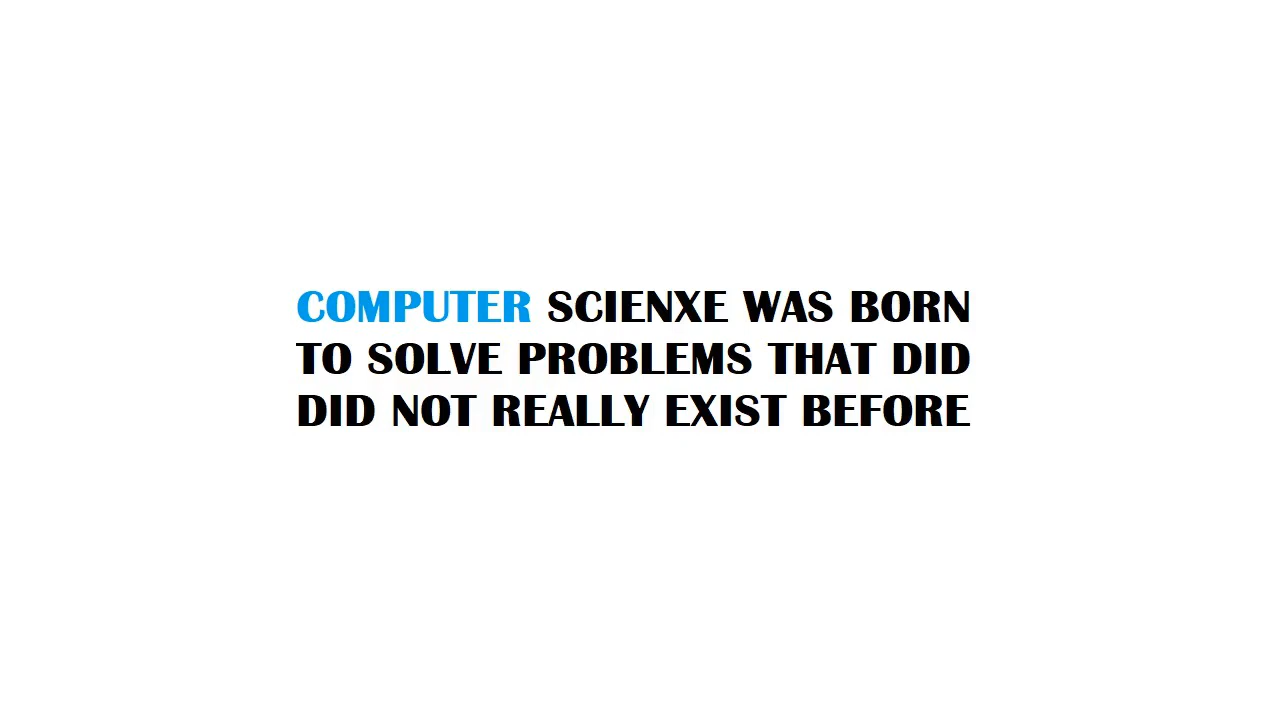 COMPUTER SCIENXE WAS BORN
TO SOLVE PROBLEMS THAT DID
DID NOT REALLY EXIST BEFORE